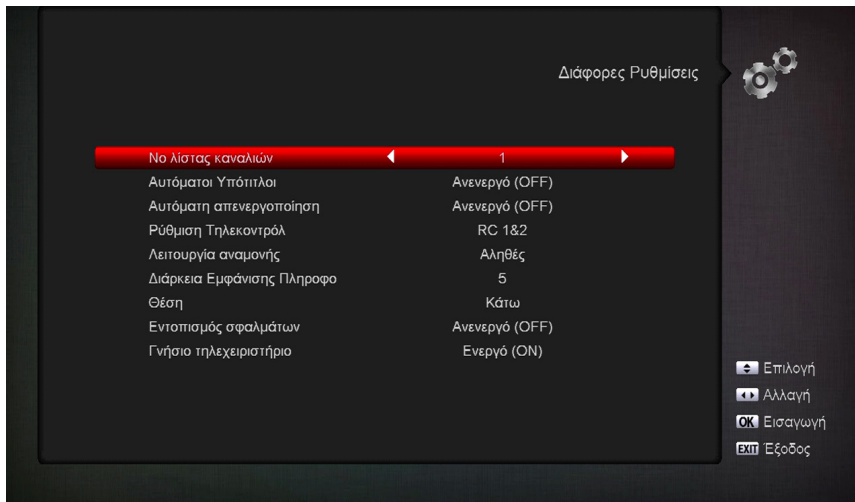 Διάφορες Ρυθμίσεις
Νο λίστας καναλιών 1
Αυτόματοι Υπότιτλοι Ανενεργό (OFF)
Αυτόματη απενεργοποίηση Ανενεργό (OFF)
Ρύθμιση Τηλεκοντρόλ RC 1&2
Λειτουργία αναμονής Αληθές
Διάρκεια Εμφάνισης Πληροφο 5
Θέση Κάτω
Εντοπισμός σφαλμάτων Ανενεργό (OFF)
Γνήσιο τηλεχειριστήριο Ενεργό (ON)
Επιλογή
Αλλαγή
OK Εισαγωγή
EXIT Έξοδος